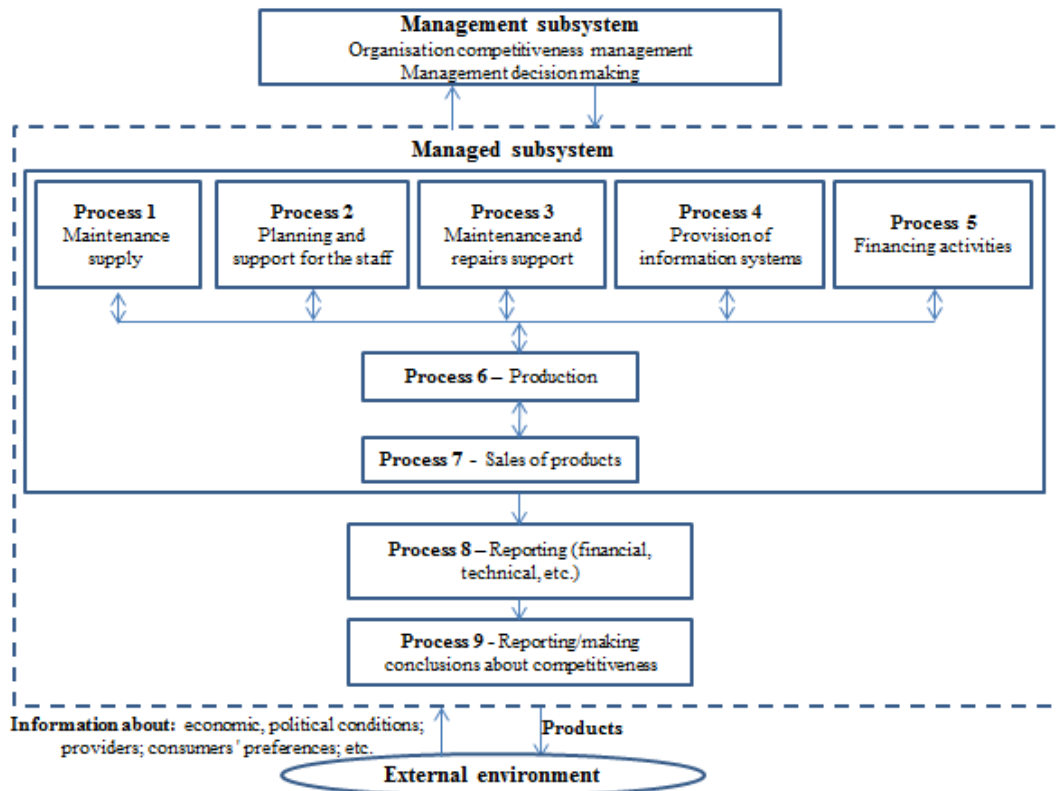 Management subsystem
Organisation competitiveness management
Management decision making
Managed subsystem
Process 1
Maintenance
supply
Process 2
Planning and
support for the staff
Process 3
Maintenance and
repairs support
Process 4
Provision of
information systems
Process 5
Financing activities
Process 6 – Production
Process 7 - Sales of products
Process 8 – Reporting (financial,
technical, etc.)
Process 9 - Reporting/making
conclusions about competitiveness
Information about: economic, political conditions;
providers; consumers' preferences; etc.
Products
External environment